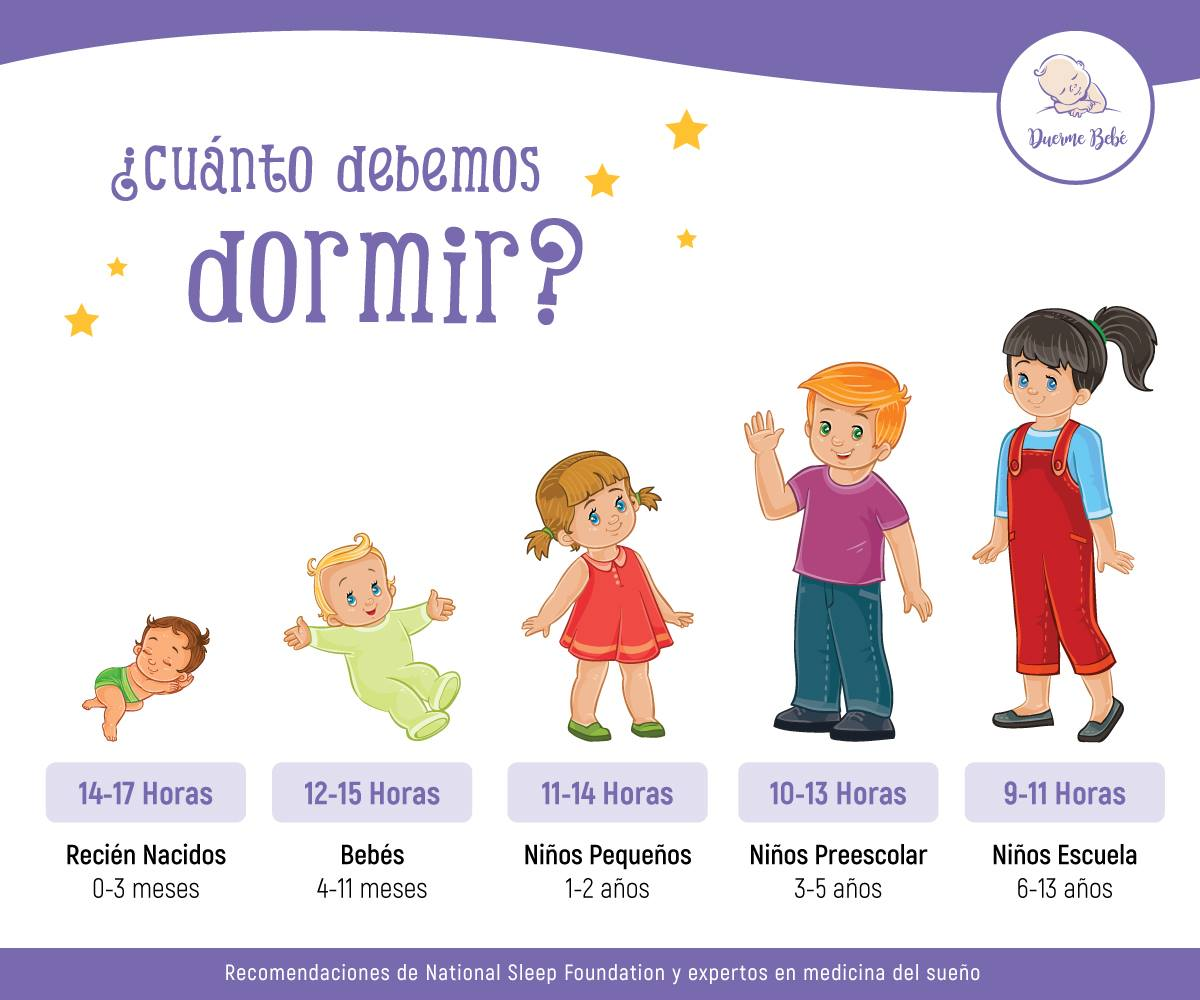 Duerme Bebé
¿cuánto debemos
dormir?
14-17 Horas
Recién Nacidos
0-3 meses
12-15 Horas
Bebés
4-11 meses
11-14 Horas
Niños Pequeños
1-2 años
10-13 Horas
Niños Preescolar
3-5 años
9-11 Horas
Niños Escuela
6-13 años
Recomendaciones de National Sleep Foundation y expertos en medicina del sueño